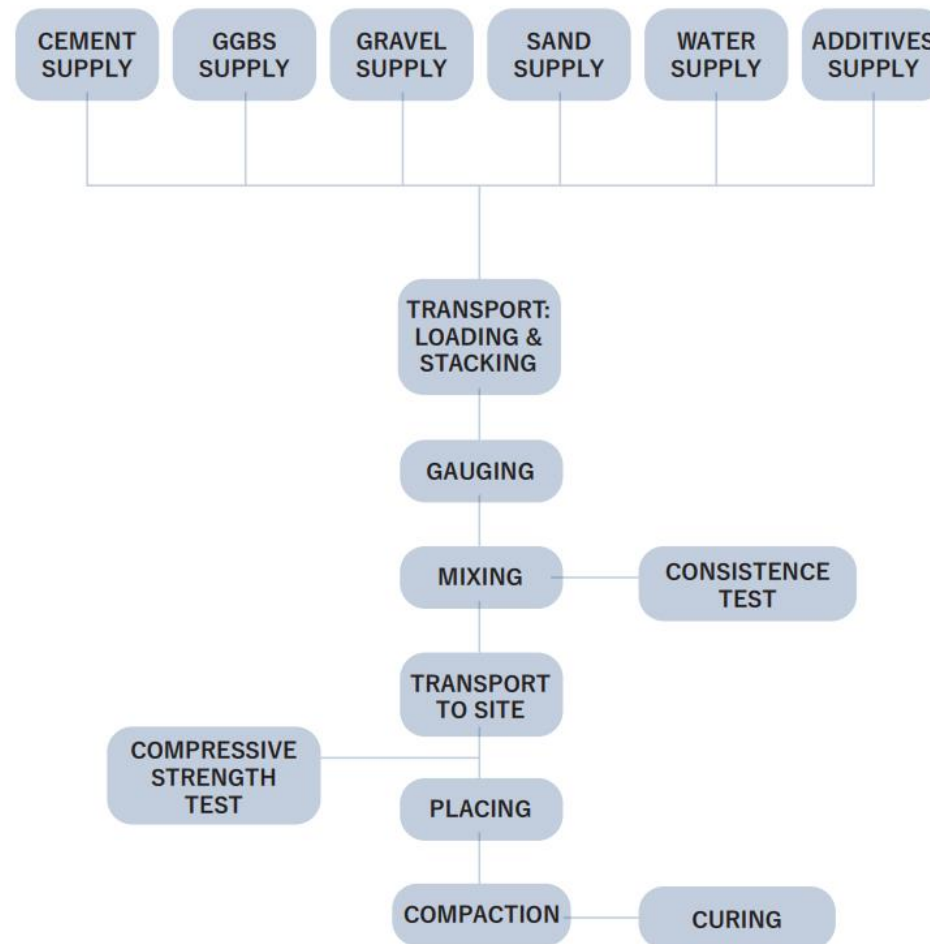 CEMENT
SUPPLY
GGBS
SUPPLY
GRAVEL
SUPPLY
SAND
SUPPLY
WATER
SUPPLY
ADDITIVES
SUPPLY
TRANSPORT:
LOADING &
STACKING
GAUGING
MIXING
CONSISTENCE
TEST
TRANSPORT
TO SITE
COMPRESSIVE
STRENGTH
TEST
PLACING
COMPACTION
CURING